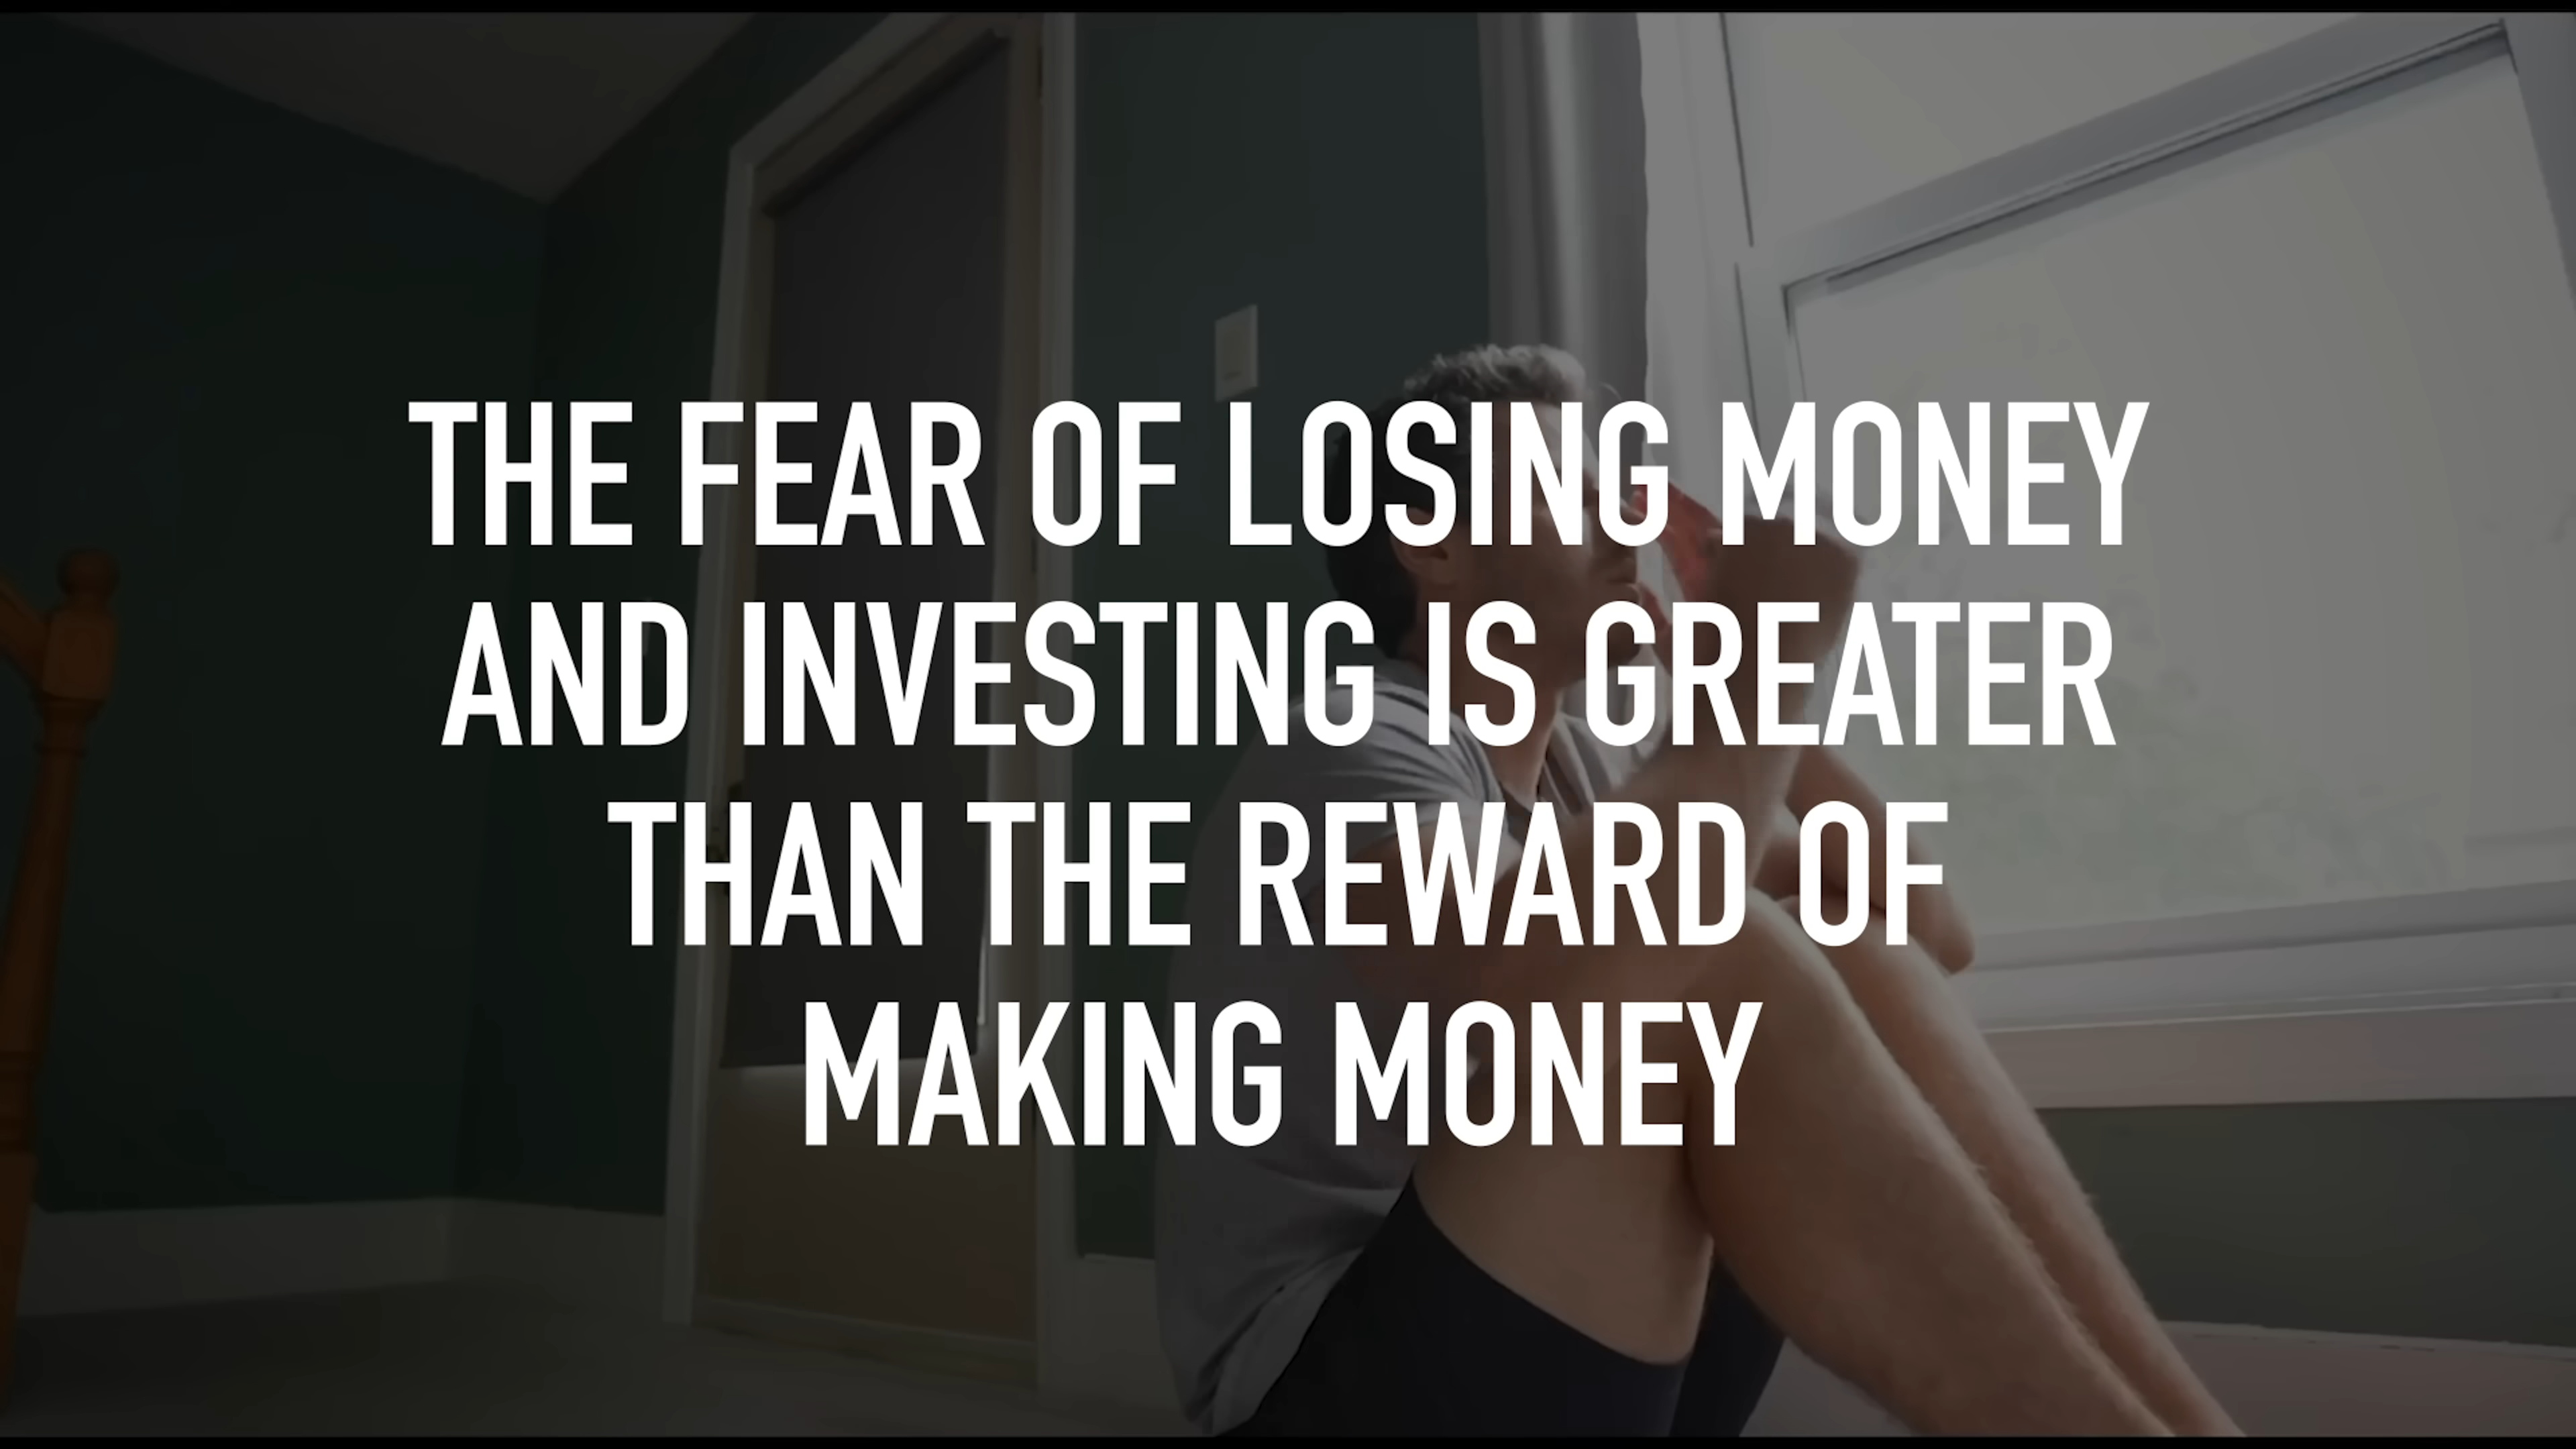 THE FEAR OF LOSING MONEY
AND INVESTING IS GREATER
THAN THE REWARD OF
MAKING MONEY